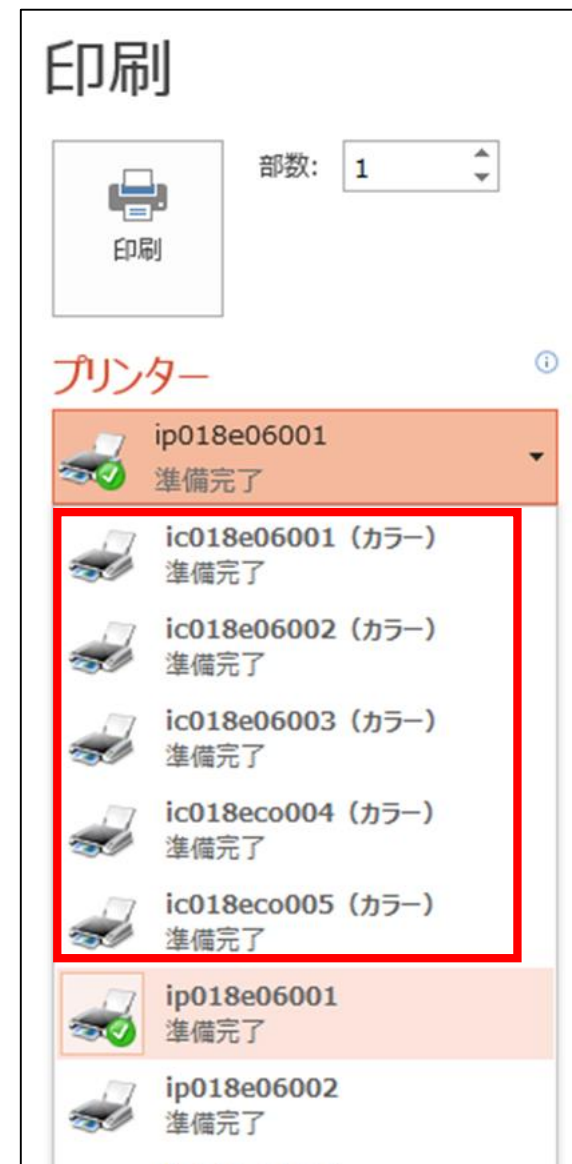 印刷
部数: 1
印刷
プリンター
ip018e06001
準備完了
ic018e06001（カラー）
準備完了
ic018e06002（カラー）
準備完了
ic018e06003（カラー）
準備完了
ic018eco004（カラー）
準備完了
ic018eco005（カラー）
準備完了
ip018e06001
準備完了
ip018e06002
準備完了